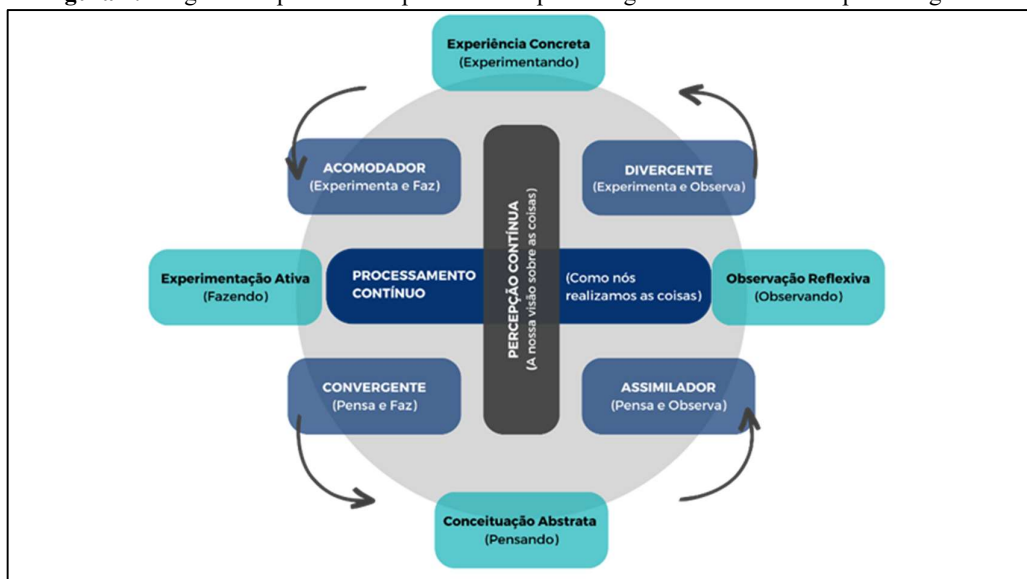 Experiência Concreta
(Experimentando)
ACOMODADOR
(Experimenta e Faz)
DIVERGENTE
(Experimenta e Observa)
PERCEPÇÃO CONTÍNUA
(A nossa visão sobre as coisas)
Experimentação Ativa
(Fazendo)
PROCESSAMENTO
CONTÍNUO
(Como nós
realizamos as coisas)
Observação Reflexiva
(Observando)
CONVERGENTE
(Pensa e Faz)
ASSIMILADOR
(Pensa e Observa)
Conceituação Abstrata
(Pensando)